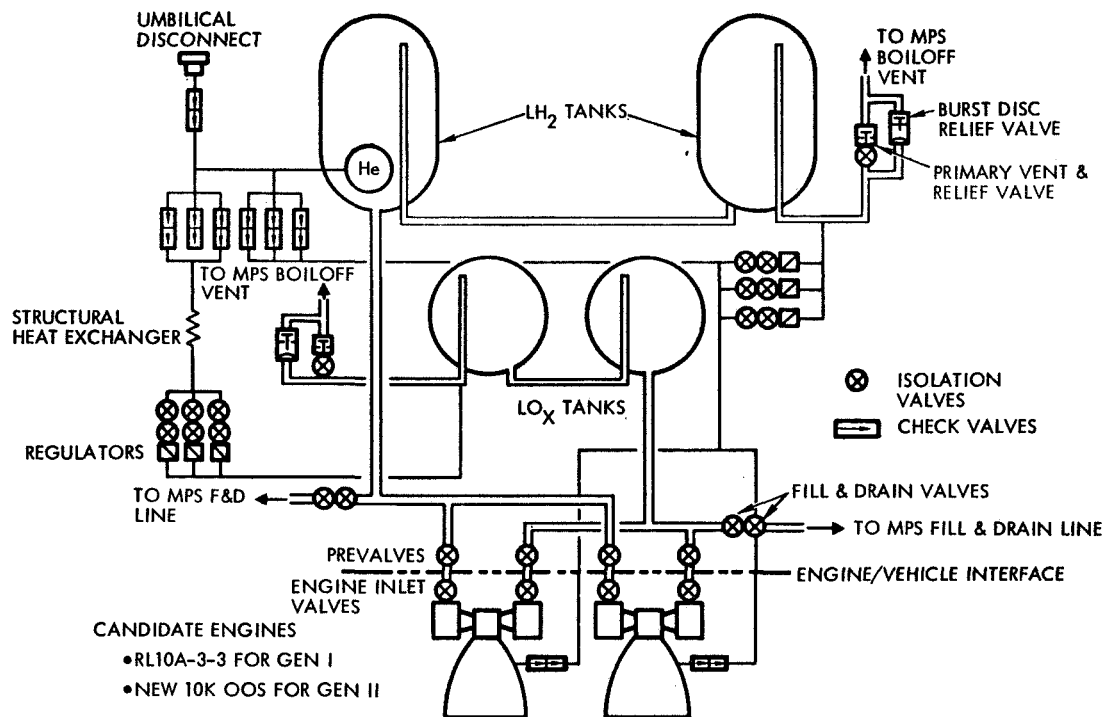 UMBILICAL
DISCONNECT
TO MPS
BOILOFF
VENT
BURST DISC
RELIEF VALVE
LH2 TANKS
He
PRIMARY VENT &
RELIEF VALVE
TO MPS BOILOFF
VENT
STRUCTURAL
HEAT EXCHANGER
LOX TANKS
ISOLATION
VALVES
CHECK VALVES
REGULATORS
TO MPS F&D
LINE
FILL & DRAIN VALVES
TO MPS FILL & DRAIN LINE
PREVALVES
ENGINE INLET
VALVES
ENGINE/VEHICLE INTERFACE
CANDIDATE ENGINES
•RL10A-3-3 FOR GEN I
•NEW 10K OOS FOR GEN II